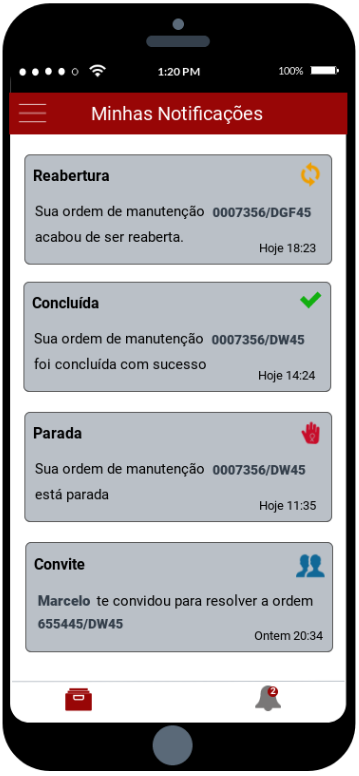 1:20 PM
100%
Minhas Notificações
Reabertura
Sua ordem de manutenção 0007356/DGF45
acabou de ser reaberta.
Hoje 18:23
Concluída
Sua ordem de manutenção 0007356/DW45
foi concluída com sucesso
Hoje 14:24
Parada
Sua ordem de manutenção 0007356/DW45
está parada
Hoje 11:35
Convite
Marcelo te convidou para resolver a ordem
655445/DW45
Ontem 20:34
2